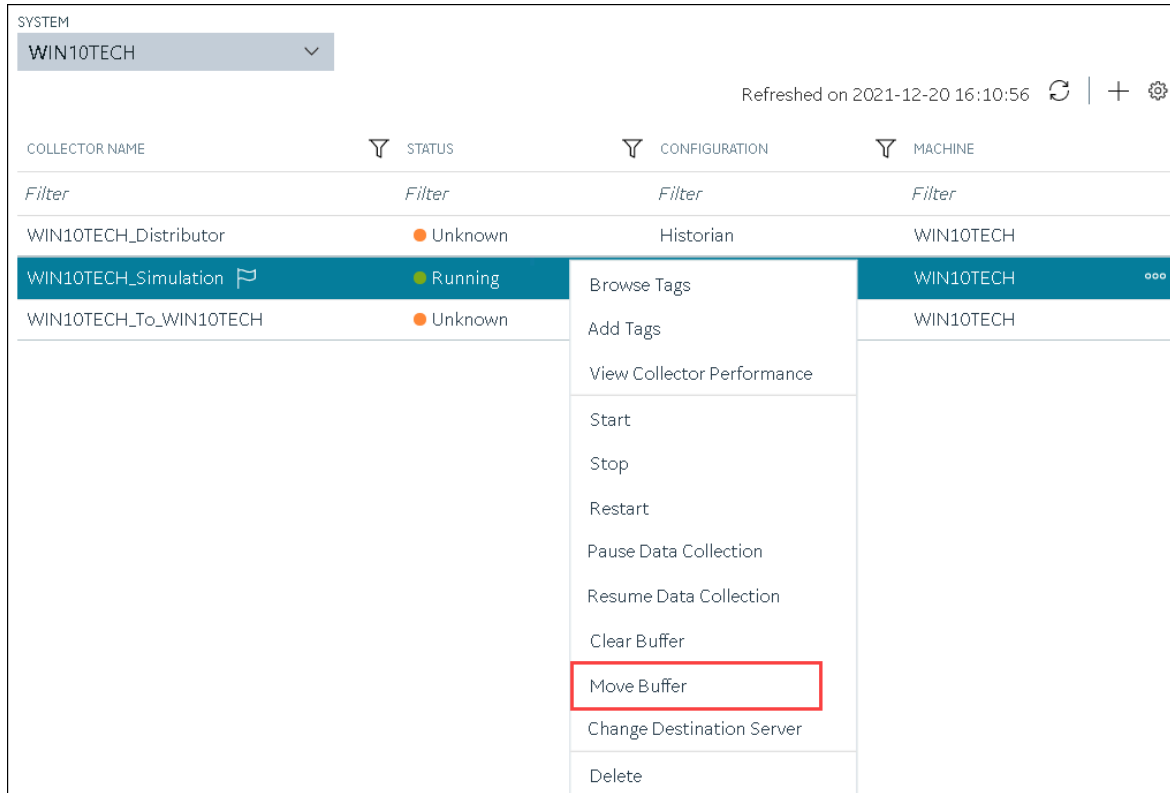 SYSTEM
WIN10TECH
Refreshed on 2021-12-20 16:10:56
COLLECTOR NAME STATUS CONFIGURATION MACHINE
Filter Filter Filter Filter
WIN10TECH_Distributor Unknown Historian WIN10TECH
WIN10TECH_Simulation Running WIN10TECH
WIN10TECH_To_WIN10TECH Unknown WIN10TECH
Browse Tags
Add Tags
View Collector Performance
Start
Stop
Restart
Pause Data Collection
Resume Data Collection
Clear Buffer
Move Buffer
Change Destination Server
Delete